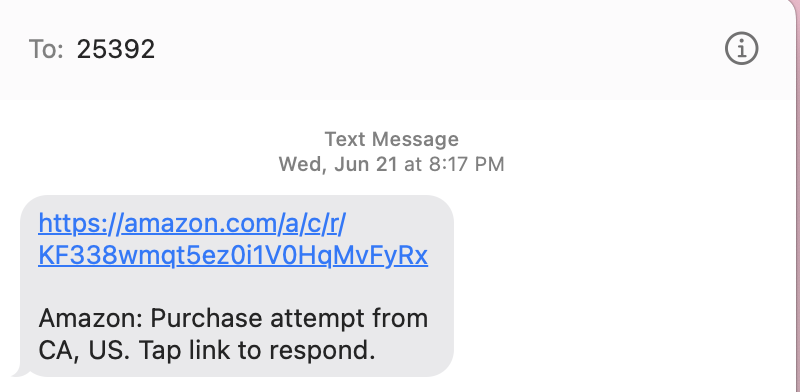 To: 25392
Text Message
Wed, Jun 21 at 8:17 PM
https://amazon.com/a/c/r/
KF338wmqt5ez0i1V0HqMvFyRx
Amazon: Purchase attempt from
CA, US. Tap link to respond.